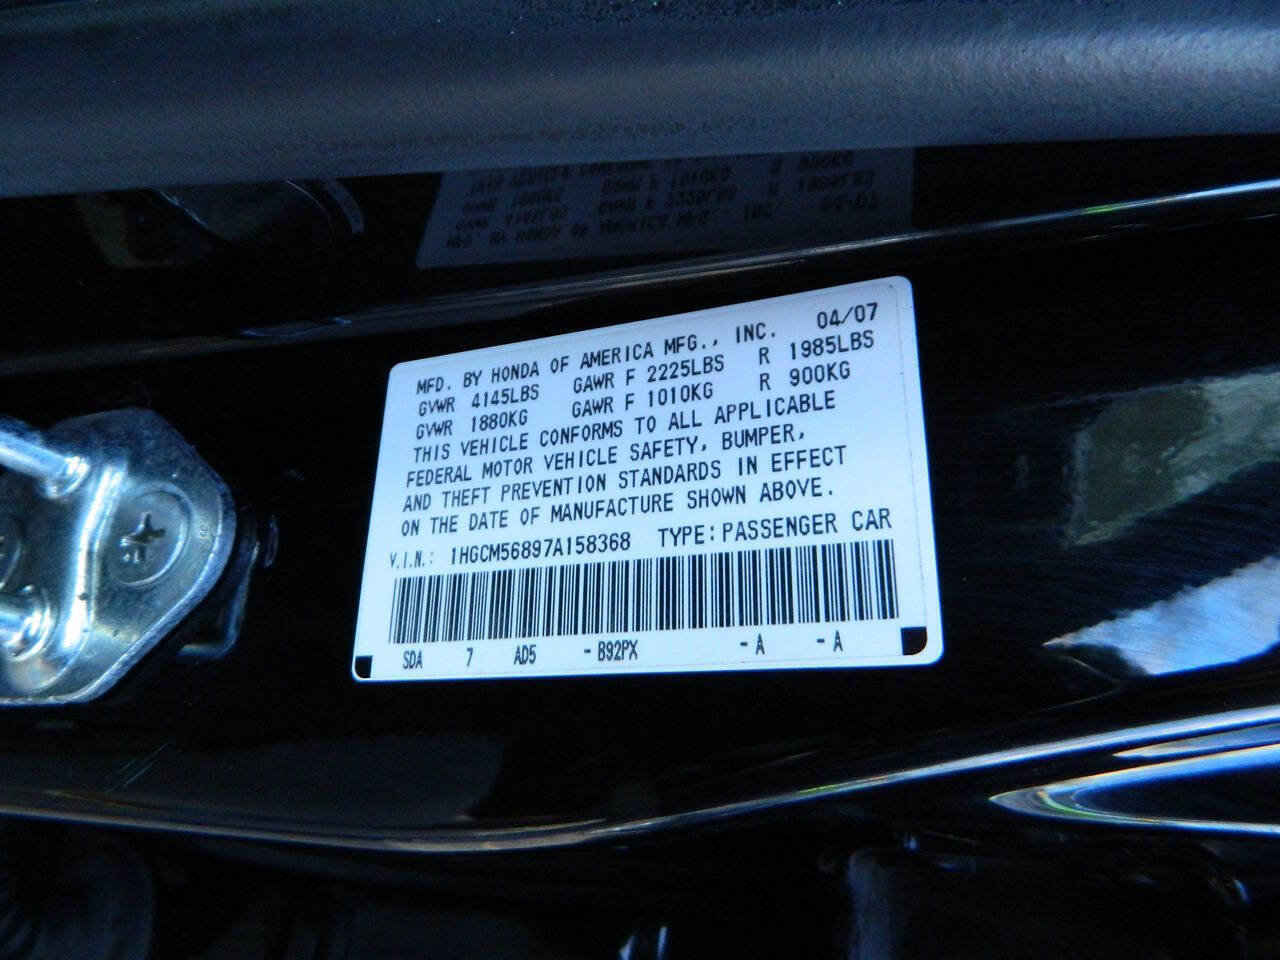 MFD. BY HONDA OF AMERICA MFG., INC. 04/07
GVWR 4145LBS GAWR F 2225LBS R 1985LBS
GVWR 1880KG GAWR F 1010KG R 900KG
THIS VEHICLE CONFORMS TO ALL APPLICABLE
FEDERAL MOTOR VEHICLE SAFETY, BUMPER,
AND THEFT PREVENTION STANDARDS IN EFFECT
ON THE DATE OF MANUFACTURE SHOWN ABOVE.
V.I.N.: 1HGCM56897A158368 TYPE: PASSENGER CAR
SDA 7 AD5 - B92PX - A - A